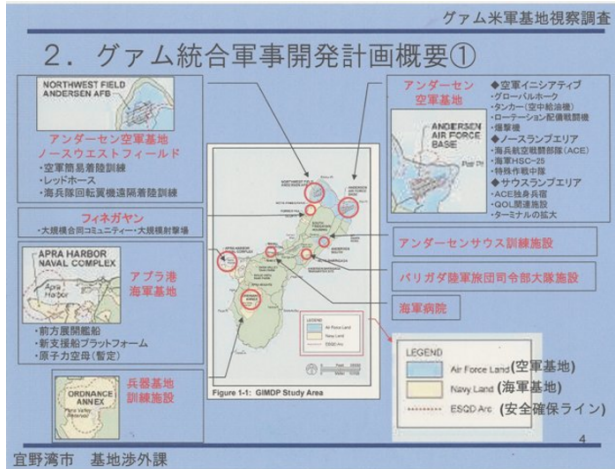 グァム米軍基地視察調査
２．グァム統合軍事開発計画概要①
NORTHWEST FIELD
ANDERSEN AFB
アンダーセン空軍基地
ノースウエストフィールド
・空軍簡易着陸訓練
・レッドホース
・海兵隊回転翼機遠隔着陸訓練
フィネガヤン
・大規模合同コミュニティー・大規模射撃場
APRA HARBOR
NAVAL COMPLEX
Apra
Harbor
アプラ港
海軍基地
・前方展開艦船
・新支援船プラットフォーム
・原子力空母(暫定)
ORDNANCE
ANNEX
兵器基地
訓練施設
アンダーセン
空軍基地
ANDERSEN
AIR FORCE
BASE
◆空軍イニシアティブ
・グローバルホーク
・タンカー(空中給油機)
・ローテーション配備戦闘機
・爆撃機
◆ノースランプエリア
・海兵航空戦闘部隊(ACE)
・海軍HSC-25
・特殊作戦中隊
◆サウスランプエリア
・ACE独身兵宿
・QOL関連施設
・ターミナルの拡大
アンダーセンサウス訓練施設
バリガダ陸軍旅団司令部大隊施設
海軍病院
LEGEND
Air Force Land
Navy Land
ESQD Arc
Figure 1-1: GIMDP Study Area
LEGEND
Air Force Land(空軍基地)
Navy Land(海軍基地)
ESQD Arc (安全確保ライン)
4
宜野湾市　基地渉外課